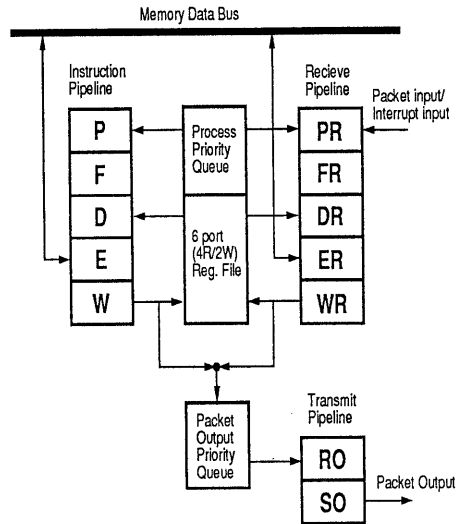 Memory Data Bus
Instruction
Pipeline
Recieve
Pipeline
Packet input/
Interrupt input
P
F
D
E
W
Process
Priority
Queue
6 port
(4R/2W)
Reg. File
PR
FR
DR
ER
WR
Packet
Output
Priority
Queue
Transmit
Pipeline
RO
SO
Packet Output